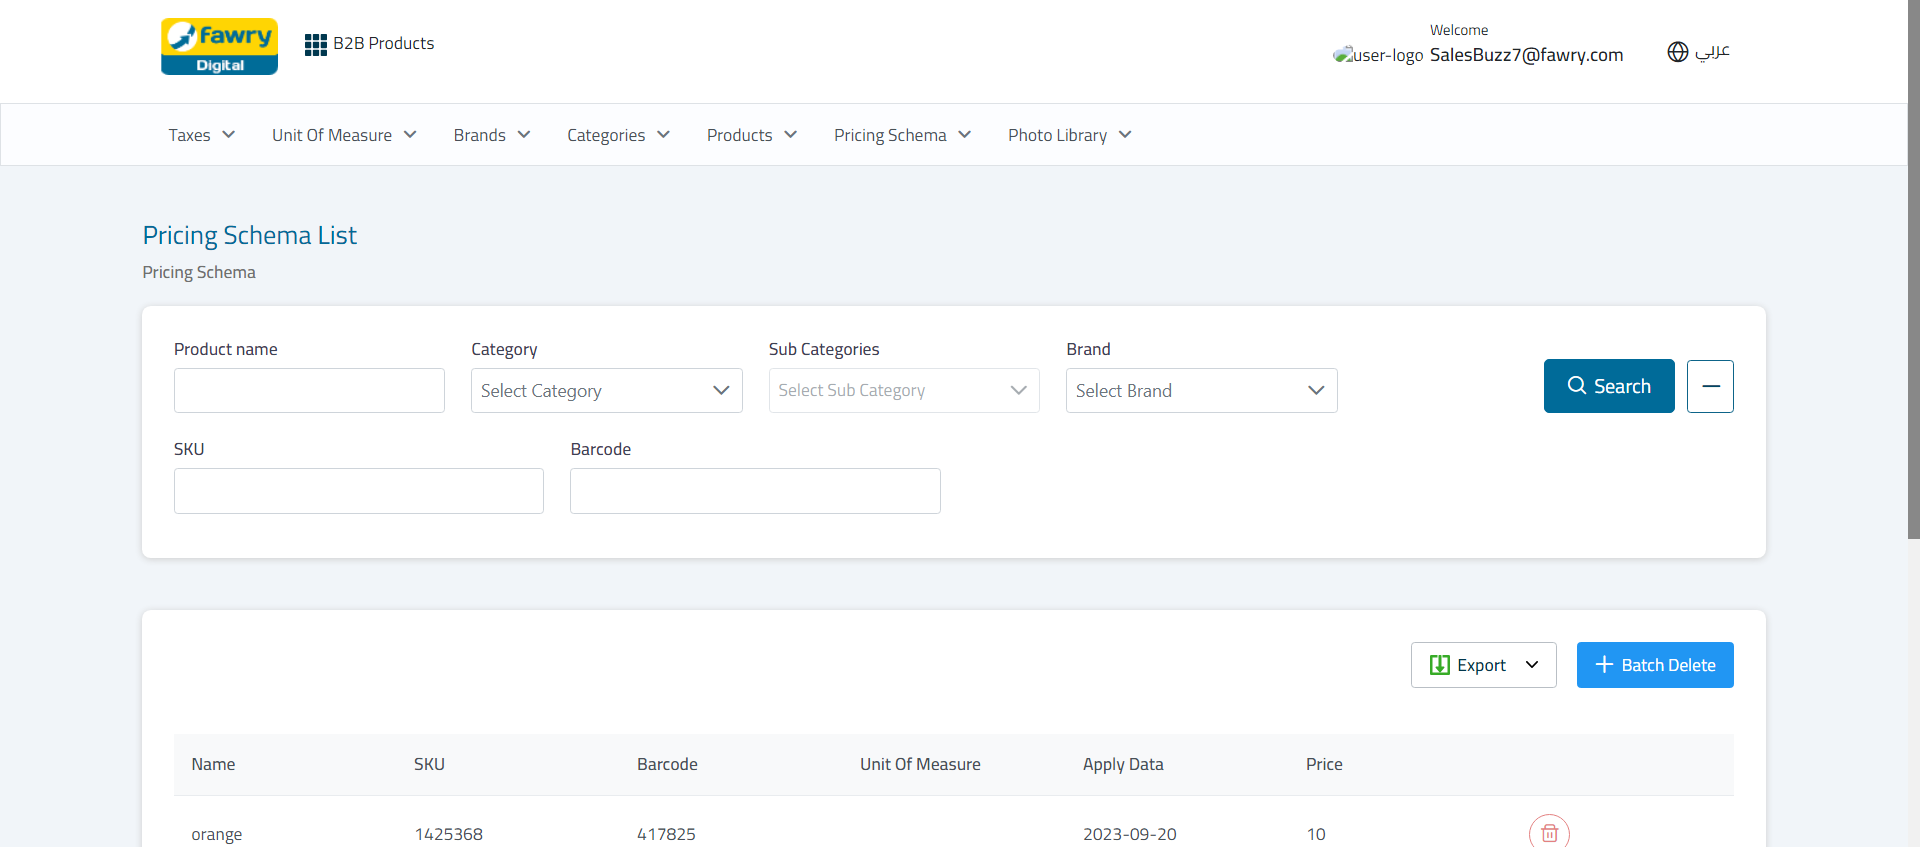 fawry
Digital
B2B Products
Welcome
user-logo SalesBuzz7@fawry.com
عربي
Taxes Unit Of Measure Brands Categories Products Pricing Schema Photo Library
Pricing Schema List
Pricing Schema
Product name Category Sub Categories Brand
Select Category Select Sub Category Select Brand Search
SKU Barcode
Export Batch Delete
Name SKU Barcode Unit Of Measure Apply Data Price
orange 1425368 417825 2023-09-20 10